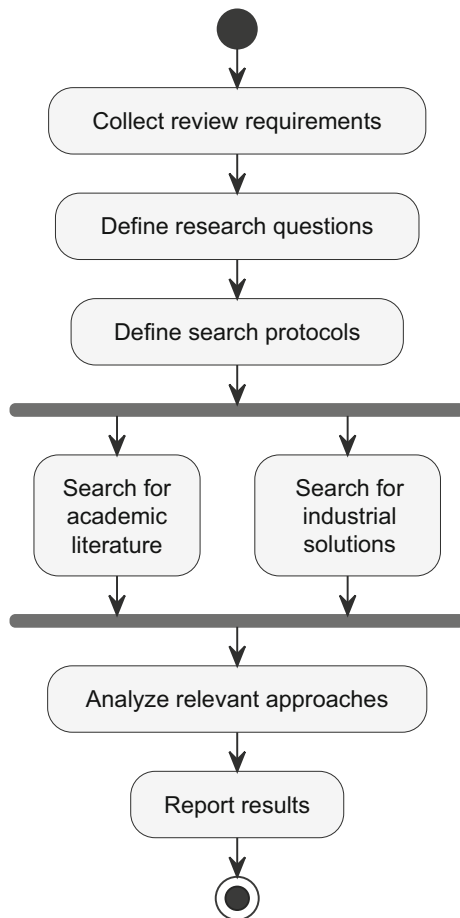 Collect review requirements
Define research questions
Define search protocols
Search for
academic
literature
Search for
industrial
solutions
Analyze relevant approaches
Report results